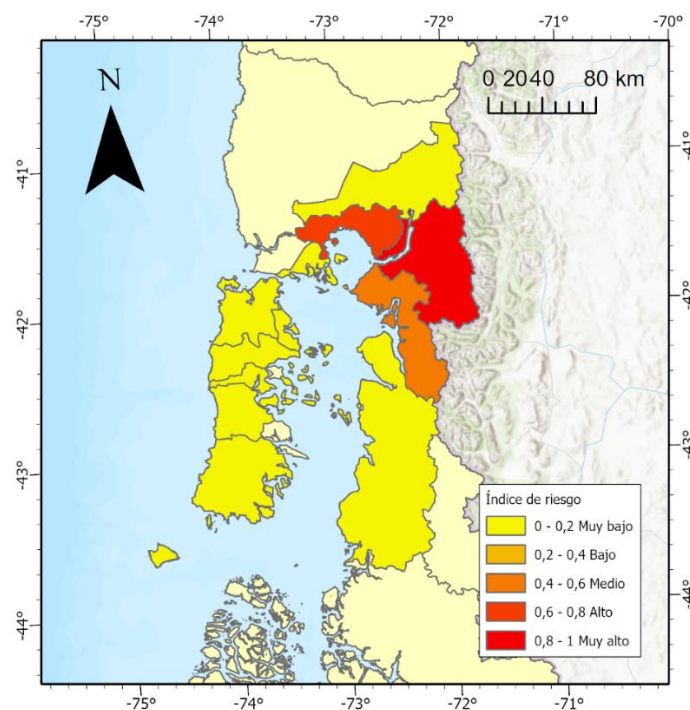 -75° -74° -73° -72° -71° -70°
N
0 2040 80 km
-41° -41°
-42° -42°
-43° -43°
-44° -44°
Índice de riesgo
0 - 0,2 Muy bajo
0,2 - 0,4 Bajo
0,4 - 0,6 Medio
0,6 - 0,8 Alto
0,8 - 1 Muy alto
-75° -74° -73° -72° -71°